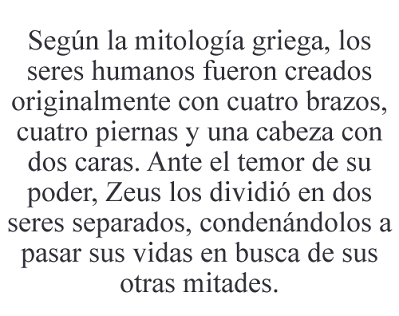 Según la mitología griega, los
seres humanos fueron creados
originalmente con cuatro brazos,
cuatro piernas y una cabeza con
dos caras. Ante el temor de su
poder, Zeus los dividió en dos
seres separados, condenándolos a
pasar sus vidas en busca de sus
otras mitades.